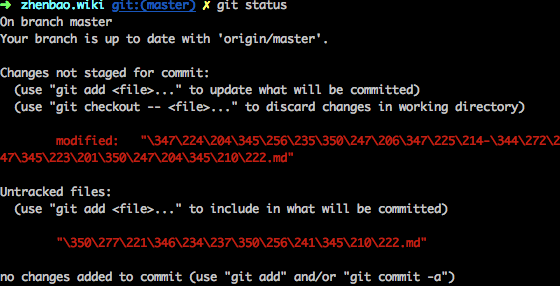 ➜ zhenbao.wiki git:(master) ✗ git status
On branch master
Your branch is up to date with 'origin/master'.
Changes not staged for commit:
(use "git add <file>..." to update what will be committed)
(use "git checkout -- <file>..." to discard changes in working directory)
modified: "\347\224\204\345\256\235\350\247\206\347\225\214-\344\272\2
47\345\223\201\350\247\204\345\210\222.md"
Untracked files:
(use "git add <file>..." to include in what will be committed)
"\350\277\221\346\234\237\350\256\241\345\210\222.md"
no changes added to commit (use "git add" and/or "git commit -a")